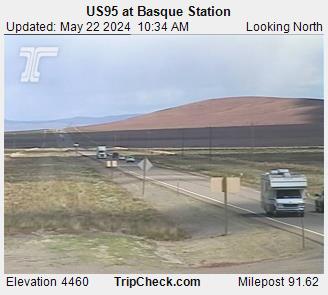 US95 at Basque Station
Updated: May 22 2024 10:34 AM Looking North
Elevation 4460 TripCheck.com Milepost 91.62